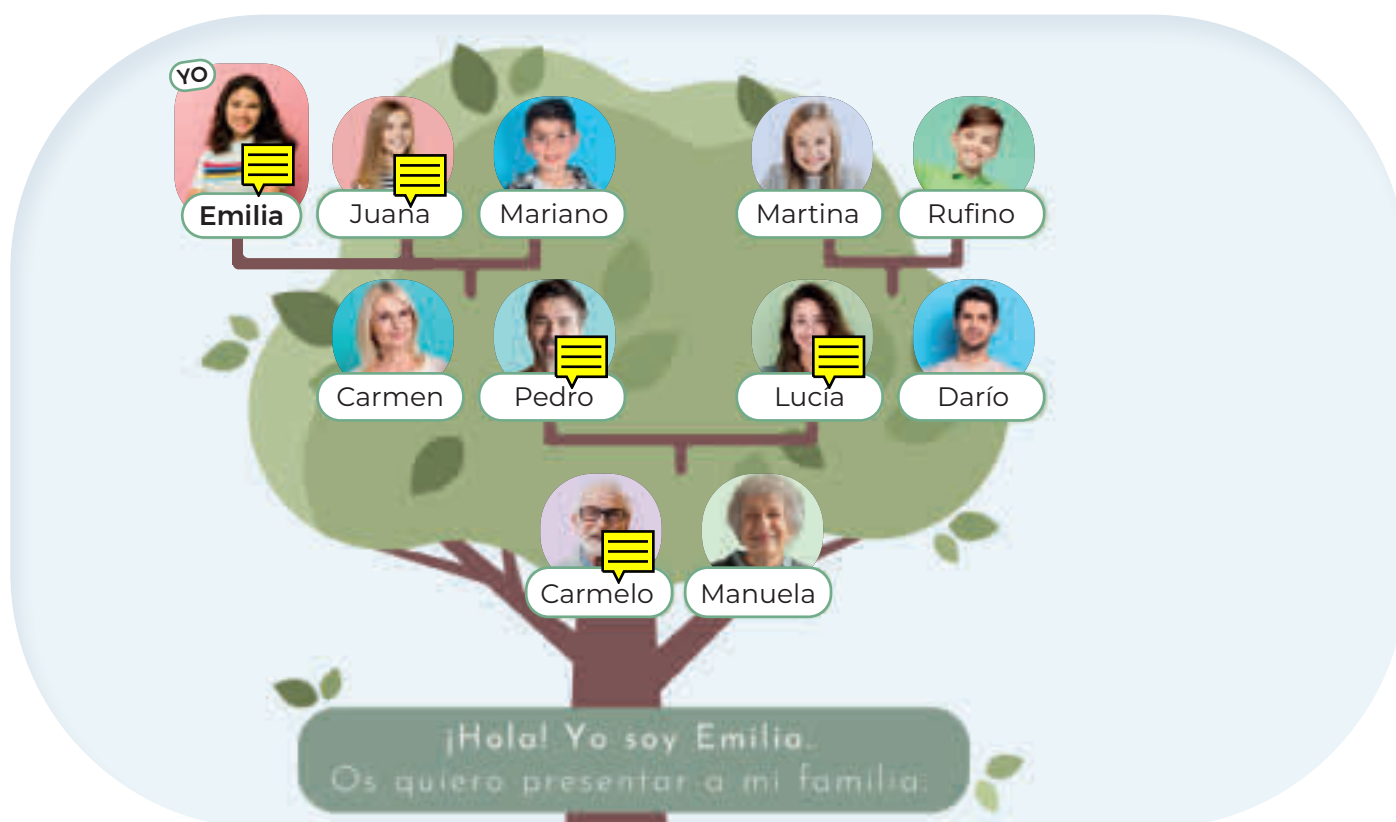 YO
Emilia Juana Mariano Martina Rufino
Carmen Pedro Lucía Darío
Carmelo Manuela
¡Hola! Yo soy Emilia.
Os quiero presentar a mi familia.